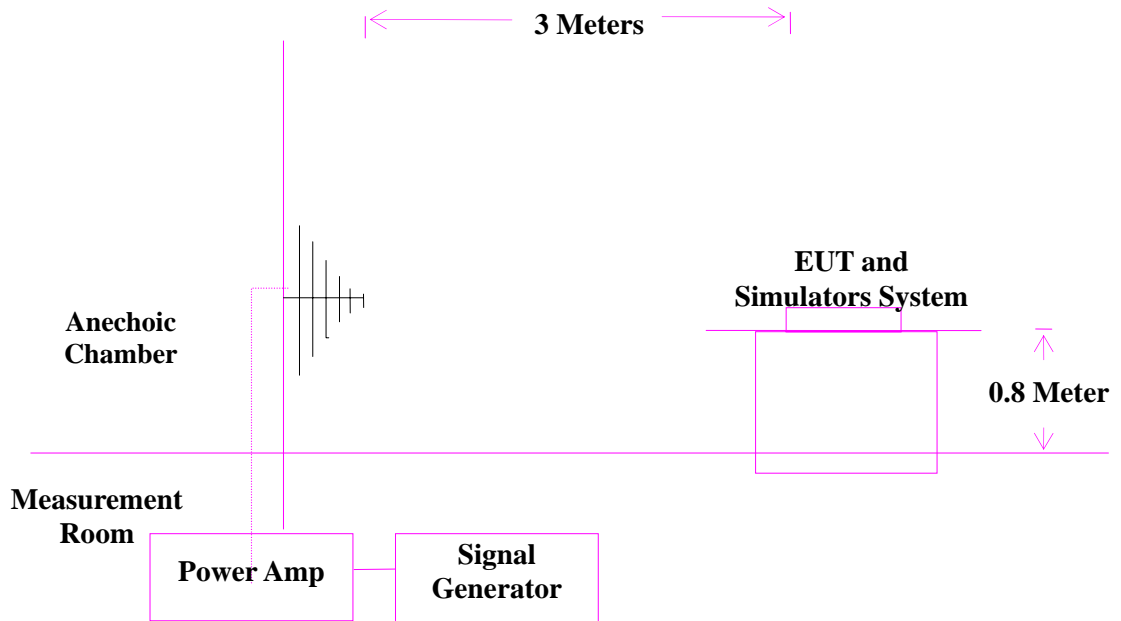 3 Meters
EUT and
Simulators System
Anechoic
Chamber
0.8 Meter
Measurement
Room
Power Amp
Signal
Generator